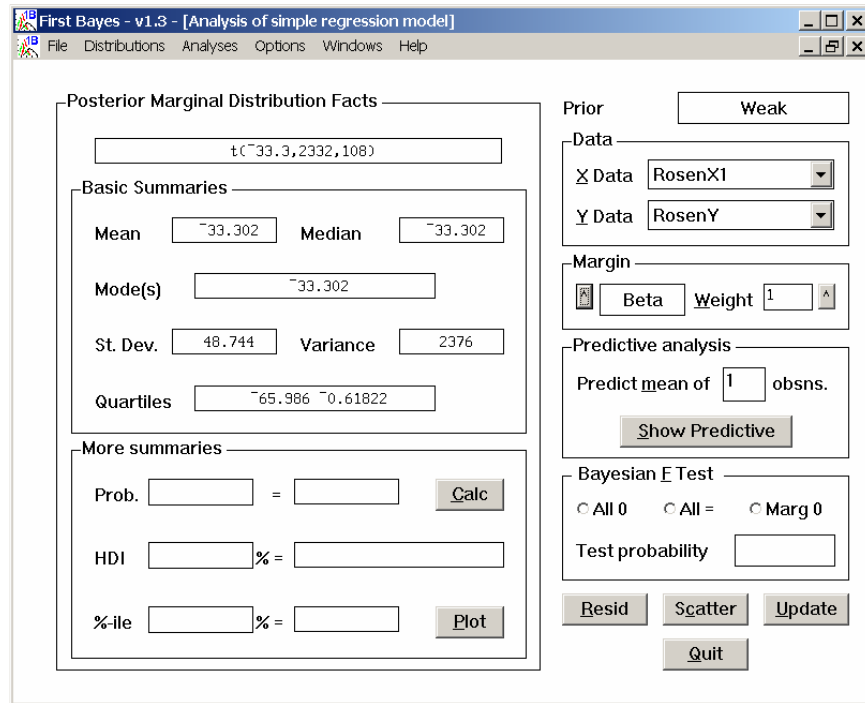 First Bayes - v1.3 - [Analysis of simple regression model]
File Distributions Analyses Options Windows Help
Posterior Marginal Distribution Facts
t(¯33.3,2332,108)
Basic Summaries
Mean ¯33.302 Median ¯33.302
Mode(s) ¯33.302
St. Dev. 48.744 Variance 2376
Quartiles ¯65.986 ¯0.61822
More summaries
Prob. = Calc
HDI % =
%-ile % = Plot
Prior Weak
Data
X Data RosenX1
Y Data RosenY
Margin
^ Beta Weight 1 ^
Predictive analysis
Predict mean of 1 obsns.
Show Predictive
Bayesian F Test
All 0 All = Marg 0
Test probability
Resid Scatter Update
Quit